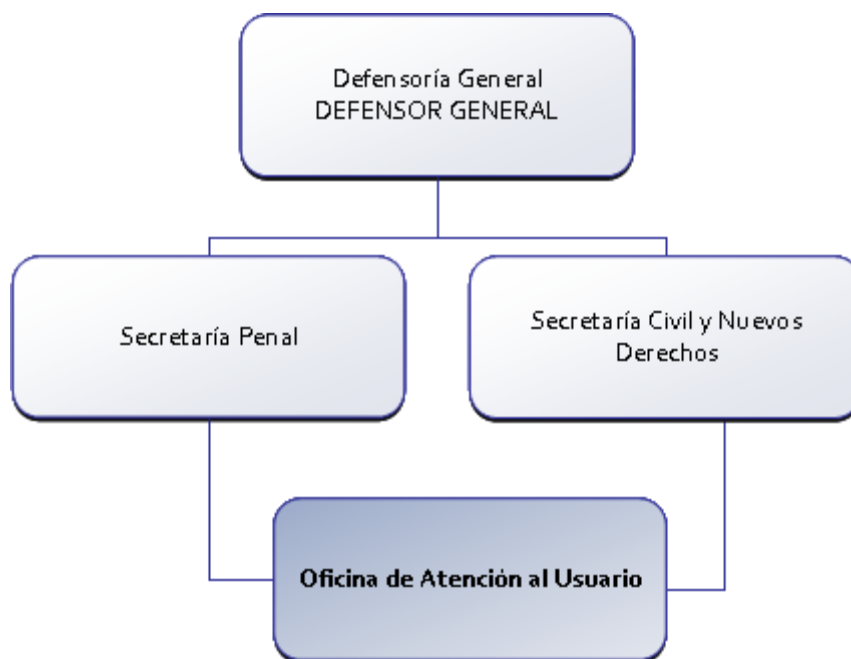 Defensoría General
DEFENSOR GENERAL
Secretaría Penal
Secretaría Civil y Nuevos
Derechos
Oficina de Atención al Usuario